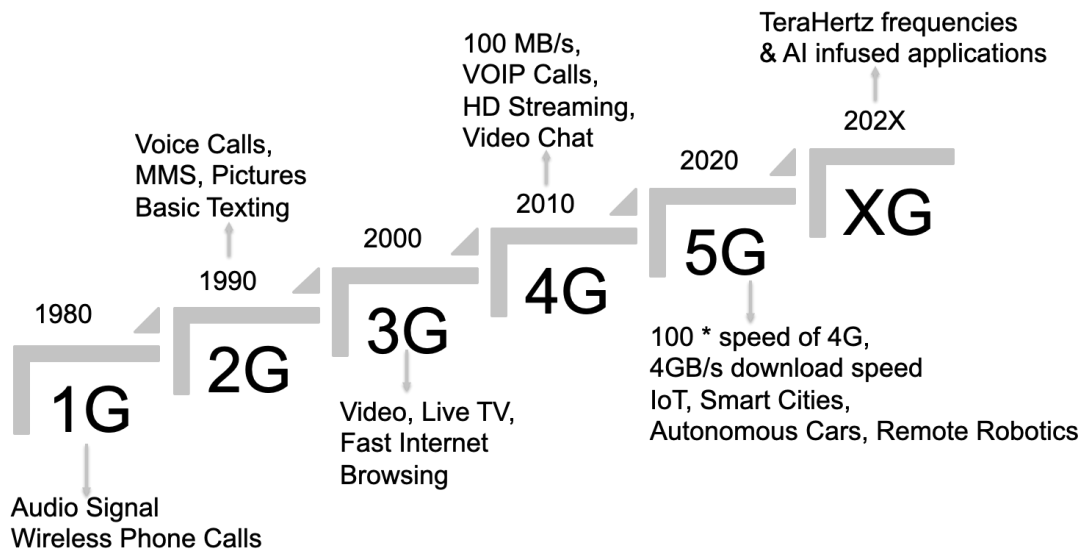 1980
1G
Audio Signal
Wireless Phone Calls
Voice Calls,
MMS, Pictures
Basic Texting
1990
2G
2000
3G
Video, Live TV,
Fast Internet
Browsing
100 MB/s,
VOIP Calls,
HD Streaming,
Video Chat
2010
4G
2020
5G
100 * speed of 4G,
4GB/s download speed
IoT, Smart Cities,
Autonomous Cars, Remote Robotics
TeraHertz frequencies
& AI infused applications
202X
XG